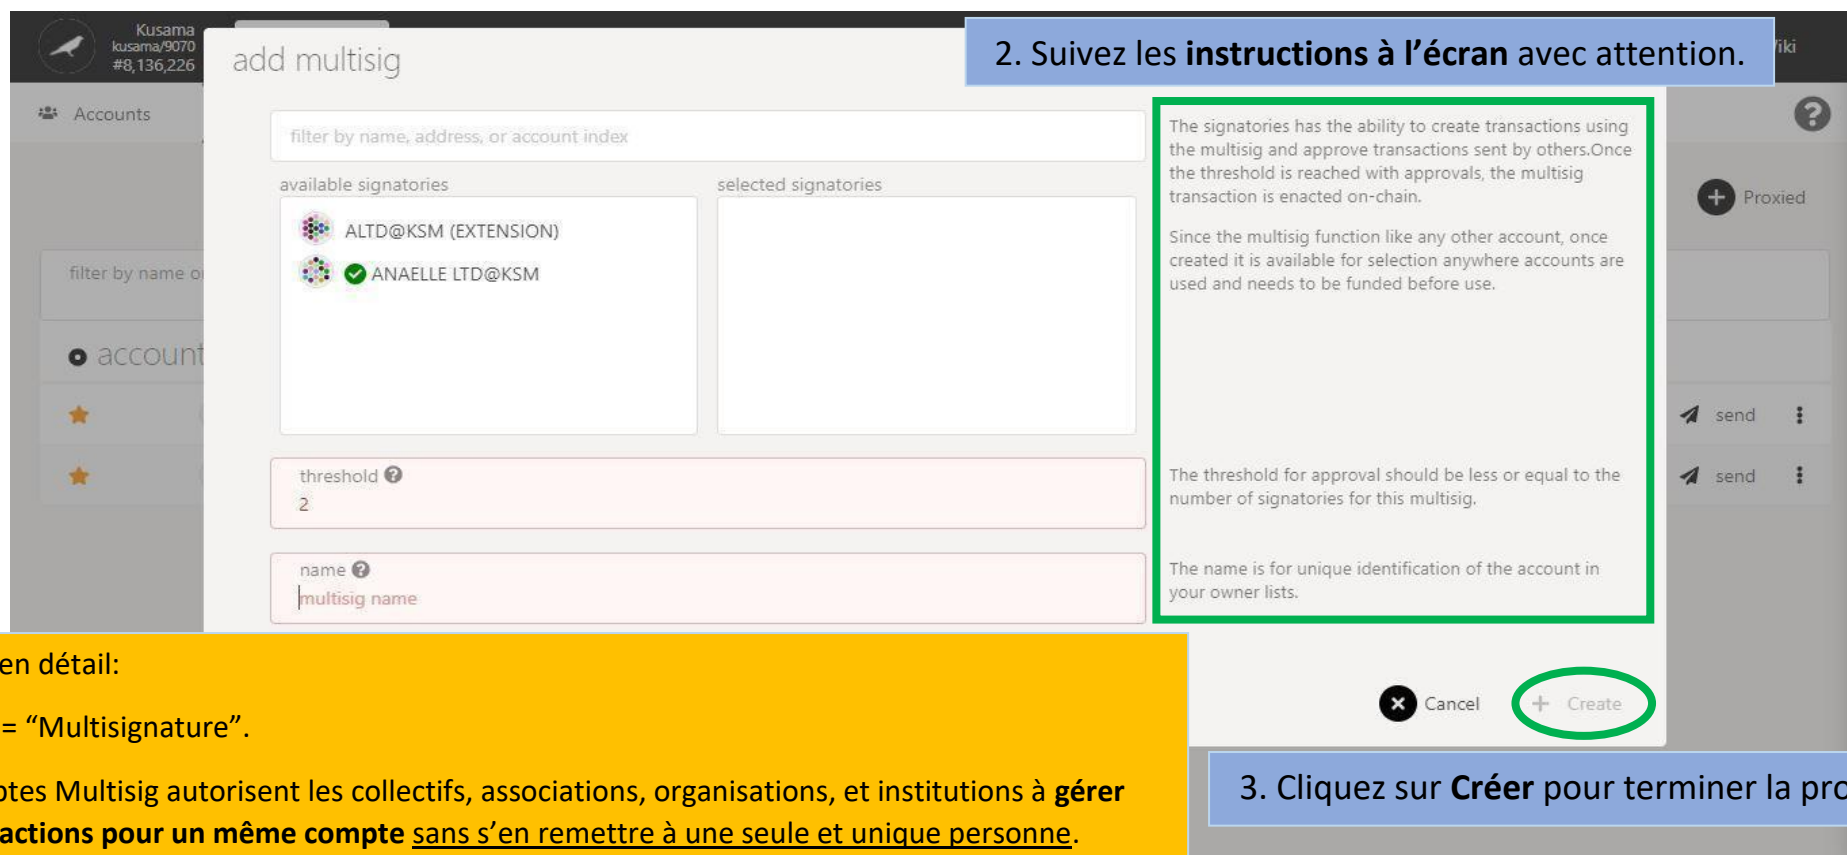 Kusama
kusama/9070
#8,136,226
add multisig
2. Suivez les instructions à l’écran avec attention.
iki
Accounts
filter by name, address, or account index
available signatories
selected signatories
ALTD@KSM (EXTENSION)
ANAELLE LTD@KSM
The signatories has the ability to create transactions using
the multisig and approve transactions sent by others.Once
the threshold is reached with approvals, the multisig
transaction is enacted on-chain.
Since the multisig function like any other account, once
created it is available for selection anywhere accounts are
used and needs to be funded before use.
Proxied
filter by name o
account
send
send
threshold
2
The threshold for approval should be less or equal to the
number of signatories for this multisig.
name
multisig name
The name is for unique identification of the account in
your owner lists.
Cancel
+ Create
en détail:
= “Multisignature”.
ptes Multisig autorisent les collectifs, associations, organisations, et institutions à gérer
actions pour un même compte sans s’en remettre à une seule et unique personne.
3. Cliquez sur Créer pour terminer la pro